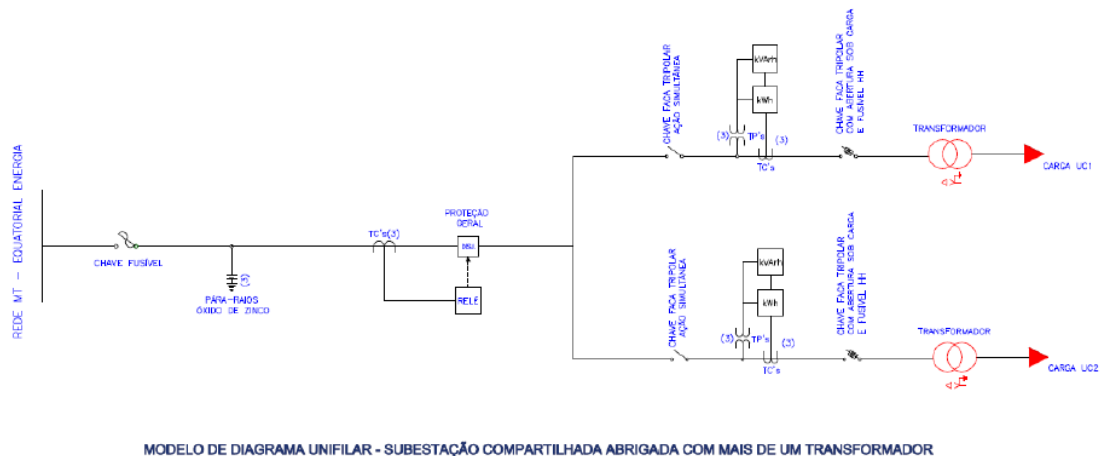 REDE MT - EQUATORIAL ENERGIA
CHAVE FUSÍVEL
(3)
PÁRA-RAIOS
ÓXIDO DE ZINCO
TC's(3)
PROTEÇÃO
GERAL
RELÉ
CHAVE FACA TRIPOLAR
AÇÃO SIMULTÂNEA
kVArh
kWh
(3)
TP's
(3)
TC's
CHAVE FACA TRIPOLAR
COM ABERTURA SOB CARGA
E FUSÍVEL HH
TRANSFORMADOR
CARGA UC1
CHAVE FACA TRIPOLAR
AÇÃO SIMULTÂNEA
kVArh
kWh
(3)
TP's
(3)
TC's
CHAVE FACA TRIPOLAR
COM ABERTURA SOB CARGA
E FUSIVEL HH
TRANSFORMADOR
CARGA UC2
MODELO DE DIAGRAMA UNIFILAR - SUBESTAÇÃO COMPARTILHADA ABRIGADA COM MAIS DE UM TRANSFORMADOR